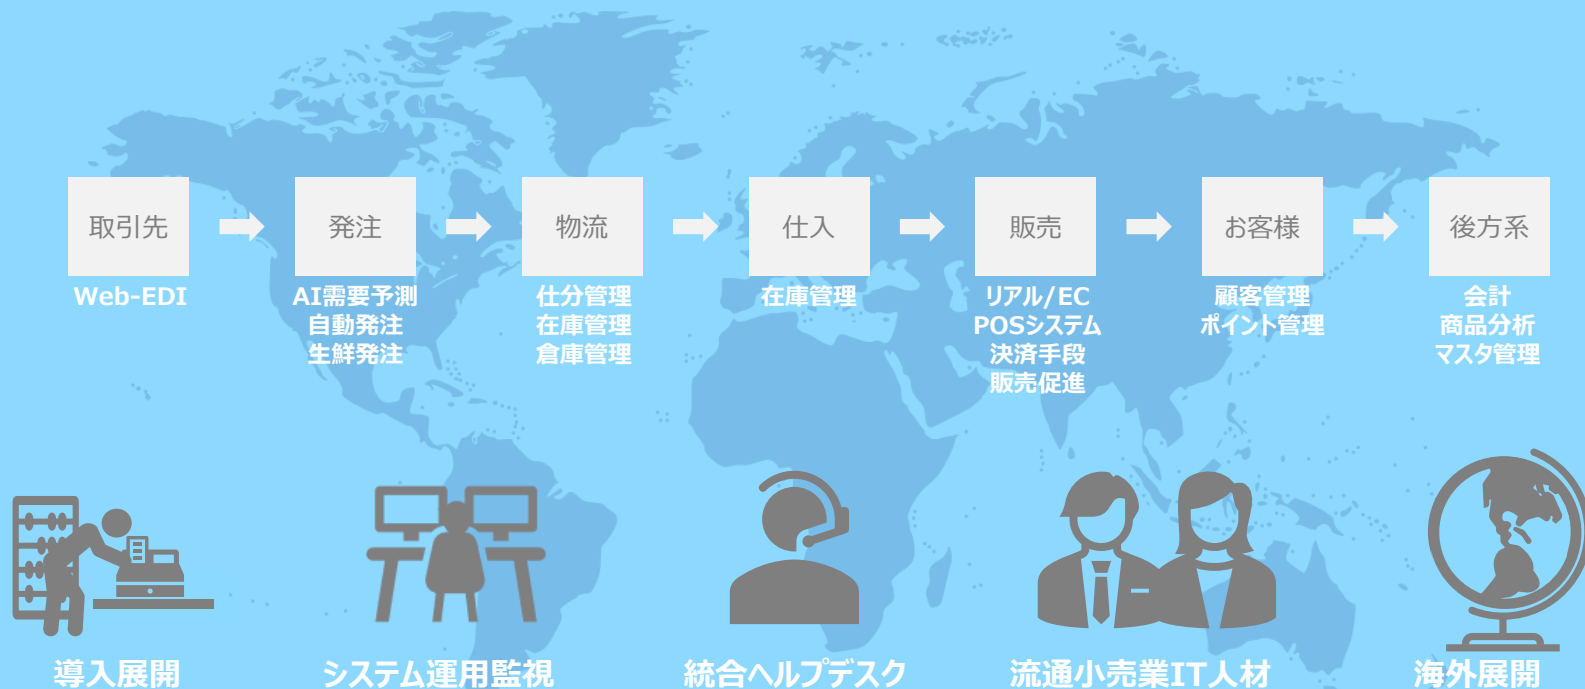 取引先
発注
物流
仕入
販売
お客様
後方系
Web-EDI
AI需要予測
自動発注
生鮮発注
仕分管理
在庫管理
倉庫管理
在庫管理
リアル/EC
POSシステム
決済手段
販売促進
顧客管理
ポイント管理
会計
商品分析
マスタ管理
導入展開
システム運用監視
統合ヘルプデスク
流通小売業IT人材
海外展開